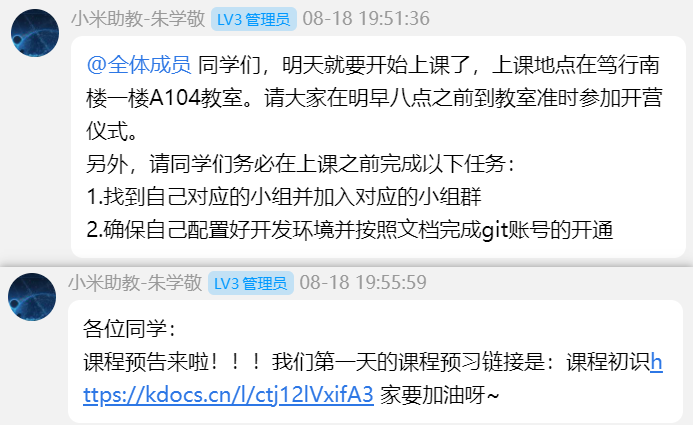 小米助教-朱学敬 LV3 管理员 08-18 19:51:36
@全体成员 同学们，明天就要开始上课了，上课地点在笃行南
楼一楼A104教室。请大家在明早八点之前到教室准时参加开营
仪式。
另外，请同学们务必在上课之前完成以下任务：
1.找到自己对应的小组并加入对应的小组群
2.确保自己配置好开发环境并按照文档完成git账号的开通
小米助教-朱学敬 LV3 管理员 08-18 19:55:59
各位同学：
课程预告来啦！！！我们第一天的课程预习链接是：课程初识h
ttps://kdocs.cn/l/ctj12lVxifA3 家要加油呀~